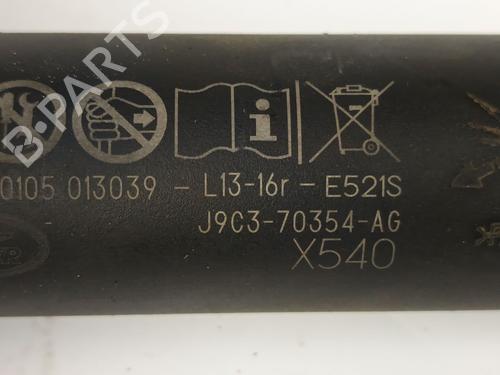 B-PARTS
0105 013039 - L13-16r - E521S
J9C3-70354-AG
X540